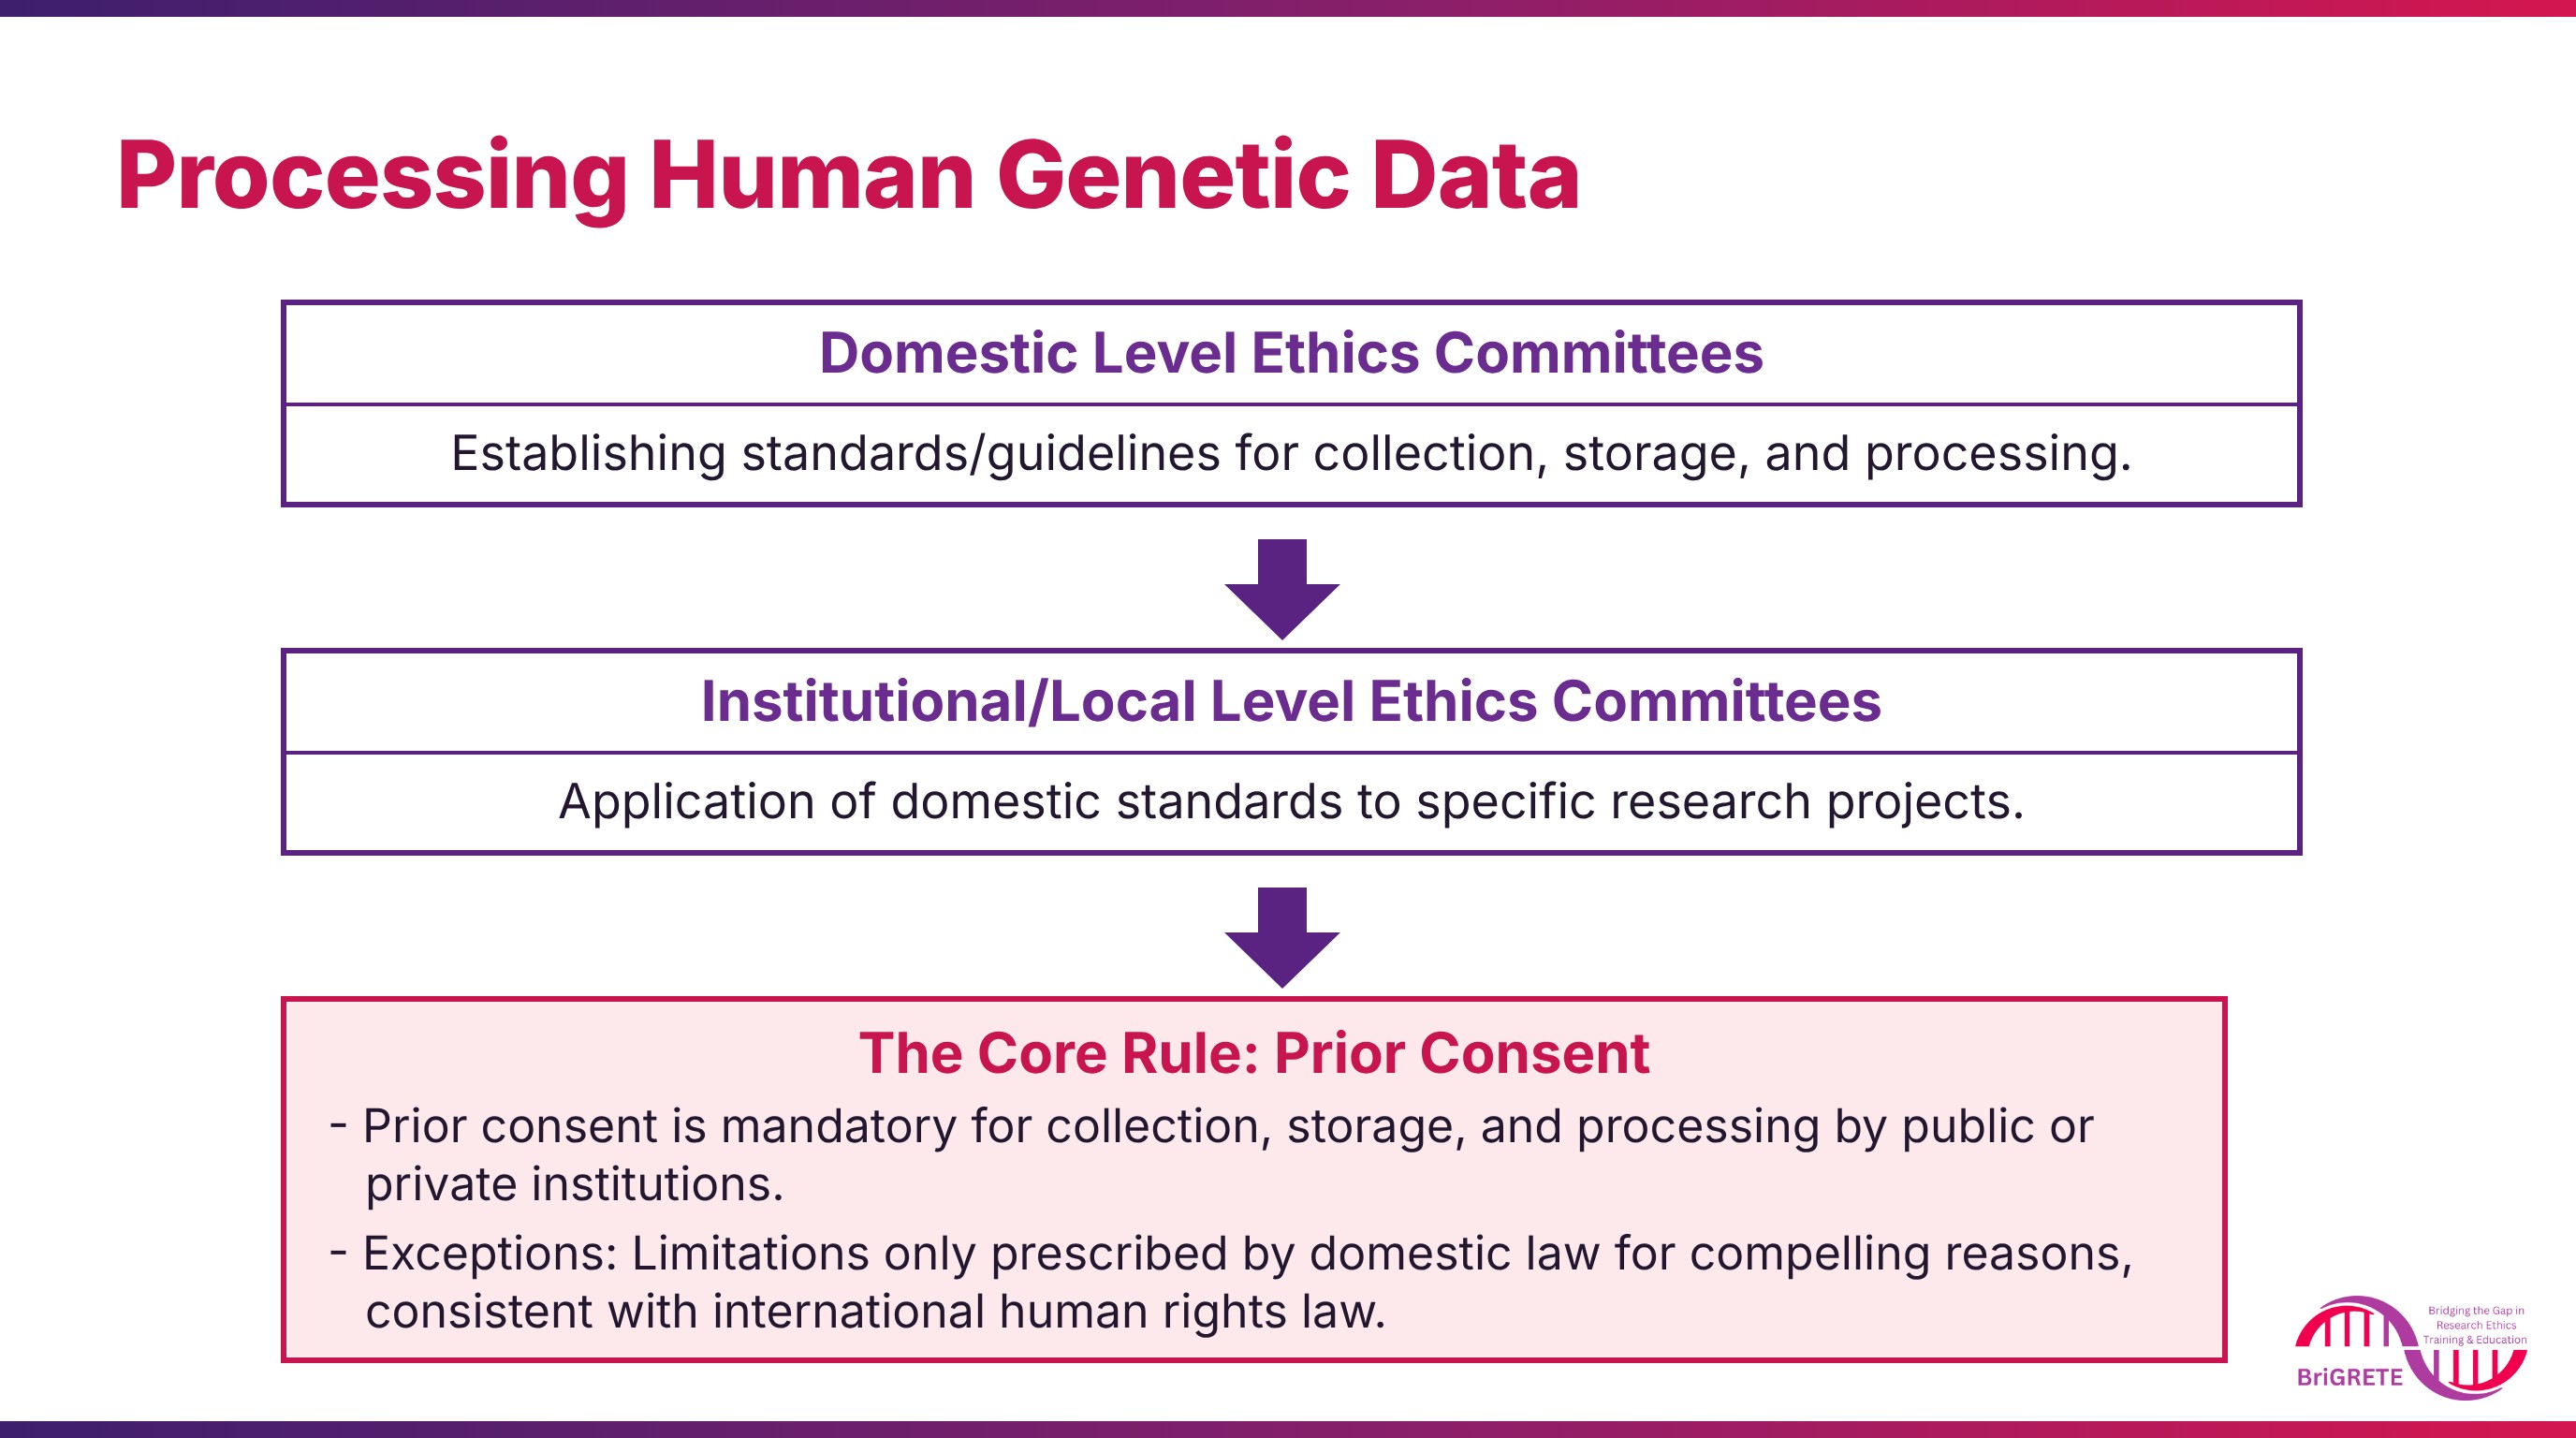 Processing Human Genetic Data
Domestic Level Ethics Committees
Establishing standards/guidelines for collection, storage, and processing.
Institutional/Local Level Ethics Committees
Application of domestic standards to specific research projects.
The Core Rule: Prior Consent
- Prior consent is mandatory for collection, storage, and processing by public or
private institutions.
- Exceptions: Limitations only prescribed by domestic law for compelling reasons,
consistent with international human rights law.
Bridging the Gap in
Research Ethics
Training & Education
BriGRETE